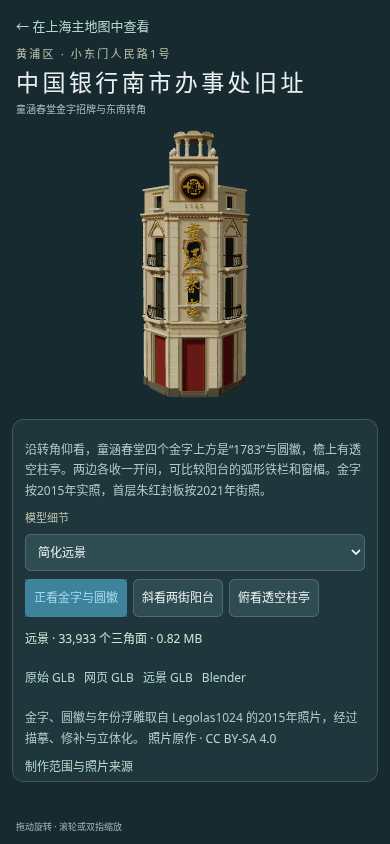 ← 在上海主地图中查看
黄浦区 · 小东门人民路1号
中国银行南市办事处旧址
童涵春堂金字招牌与东南转角
1783
童
涵
春
堂
沿转角仰看，童涵春堂四个金字上方是“1783”与圆徽，檐上有透
空柱亭。两边各收一开间，可比较阳台的弧形铁栏和窗楣。金字
按2015年实照，首层朱红封板按2021年街照。
模型细节
简化远景
正看金字与圆徽 斜看两街阳台 俯看透空柱亭
远景 · 33,933 个三角面 · 0.82 MB
原始 GLB 网页 GLB 远景 GLB Blender
金字、圆徽与年份浮雕取自 Legolas1024 的2015年照片，经过
描摹、修补与立体化。 照片原作 · CC BY-SA 4.0
制作范围与照片来源
拖动旋转 · 滚轮或双指缩放